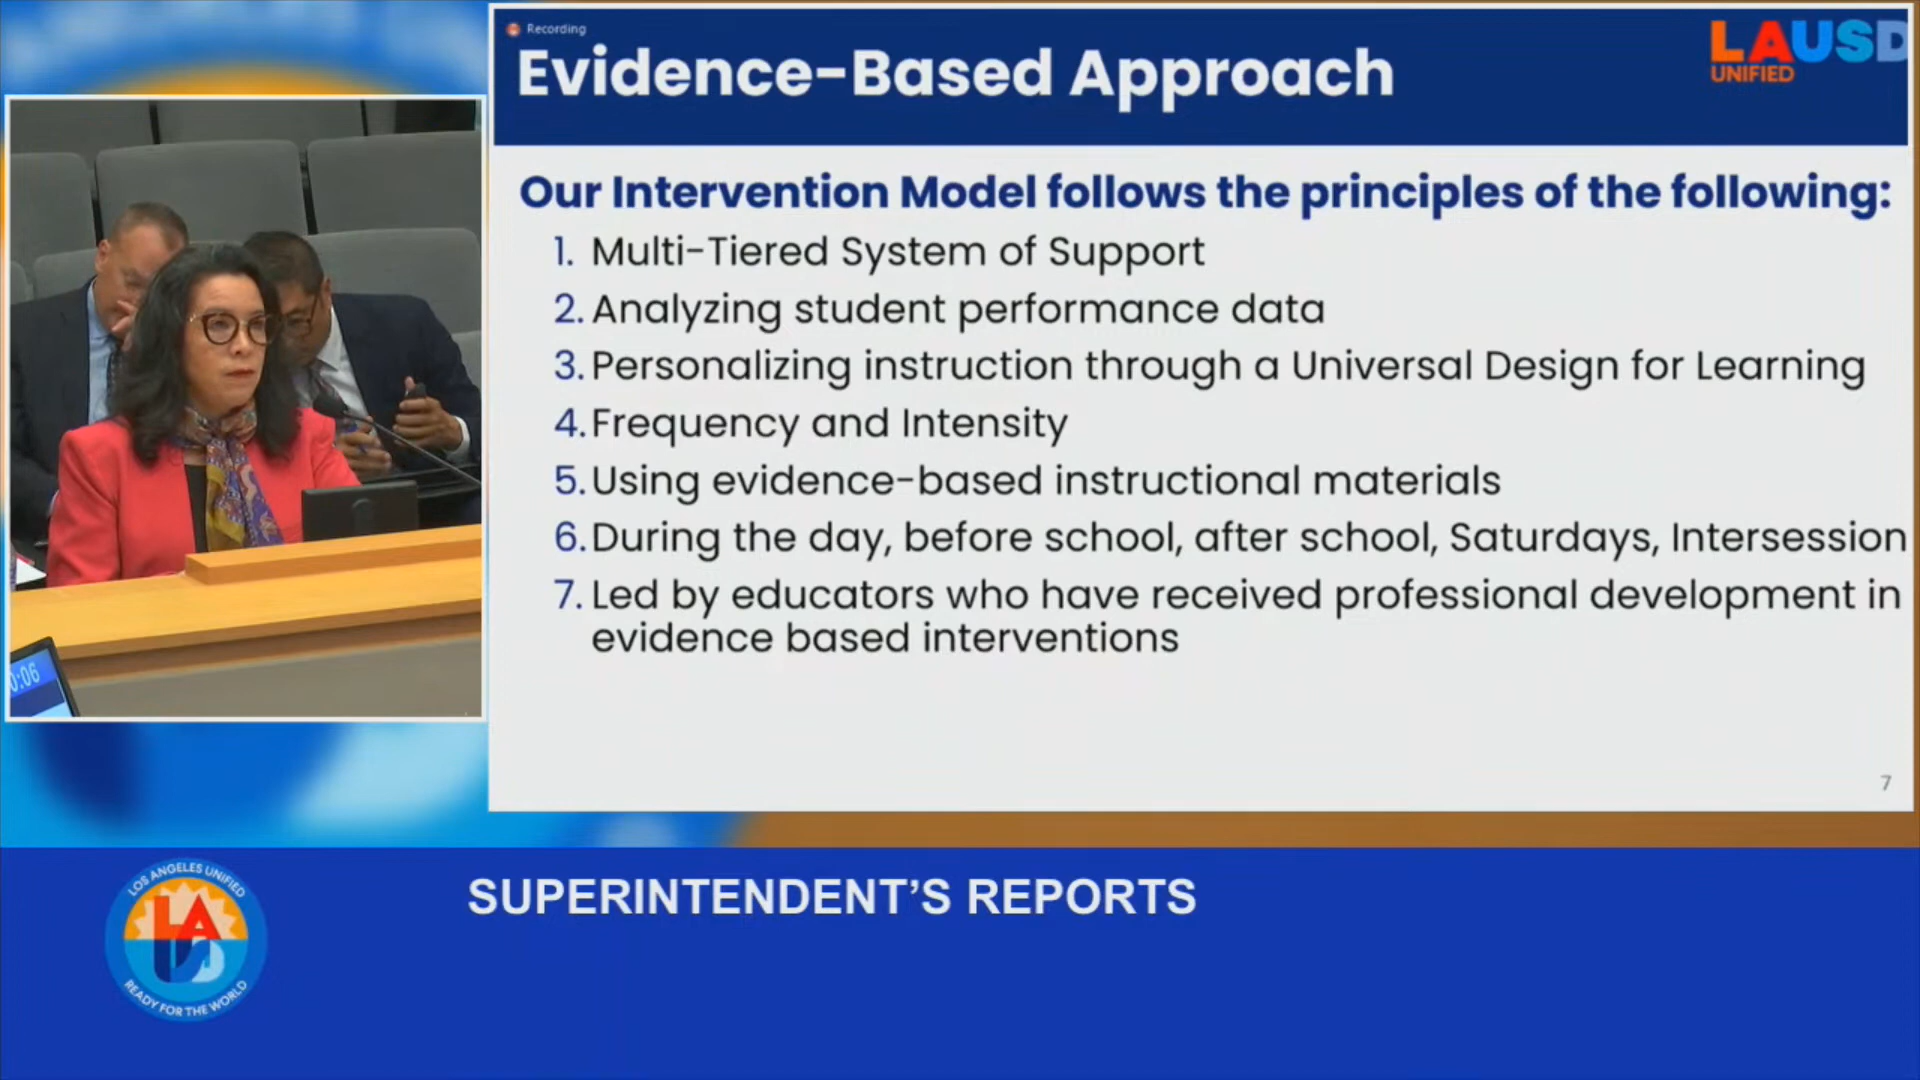 Recording
Evidence-Based Approach
LAUSD
UNIFIED
Our Intervention Model follows the principles of the following:
1. Multi-Tiered System of Support
2. Analyzing student performance data
3. Personalizing instruction through a Universal Design for Learning
4. Frequency and Intensity
5. Using evidence-based instructional materials
6. During the day, before school, after school, Saturdays, Intersession
7. Led by educators who have received professional development in
evidence based interventions
7
:06
SUPERINTENDENT’S REPORTS
LOS ANGELES UNIFIED
LA
US
READY FOR THE WORLD